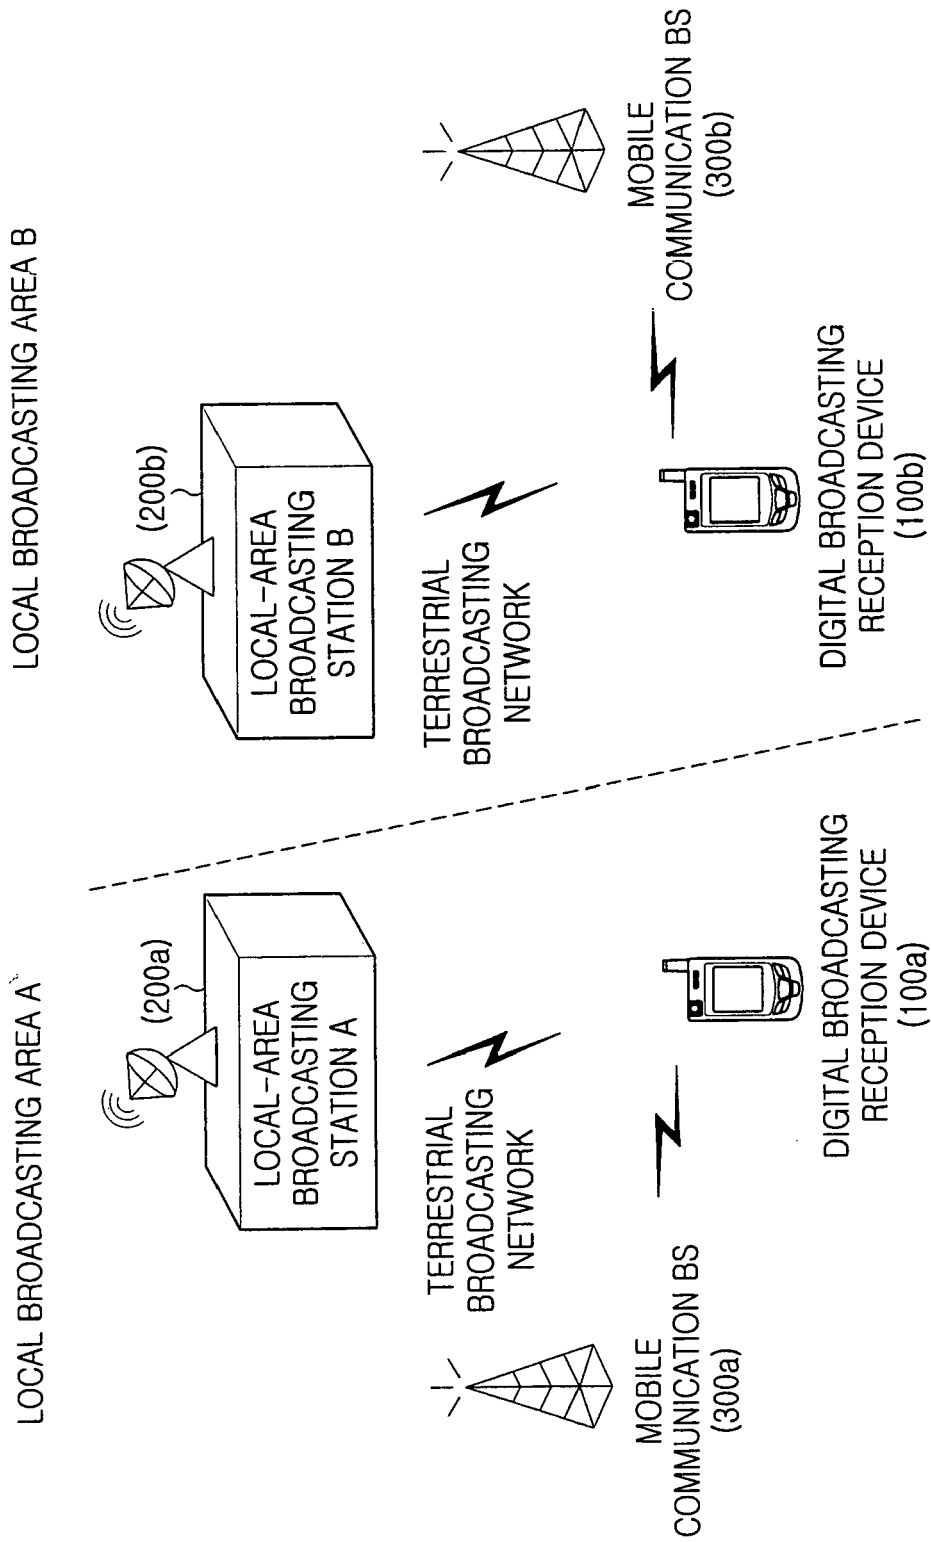 LOCAL BROADCASTING AREA A
LOCAL BROADCASTING AREA B
(200a)
LOCAL-AREA
BROADCASTING
STATION A
(200b)
LOCAL-AREA
BROADCASTING
STATION B
TERRESTRIAL
BROADCASTING
NETWORK
TERRESTRIAL
BROADCASTING
NETWORK
MOBILE
COMMUNICATION BS
(300a)
MOBILE
COMMUNICATION BS
(300b)
DIGITAL BROADCASTING
RECEPTION DEVICE
(100a)
DIGITAL BROADCASTING
RECEPTION DEVICE
(100b)